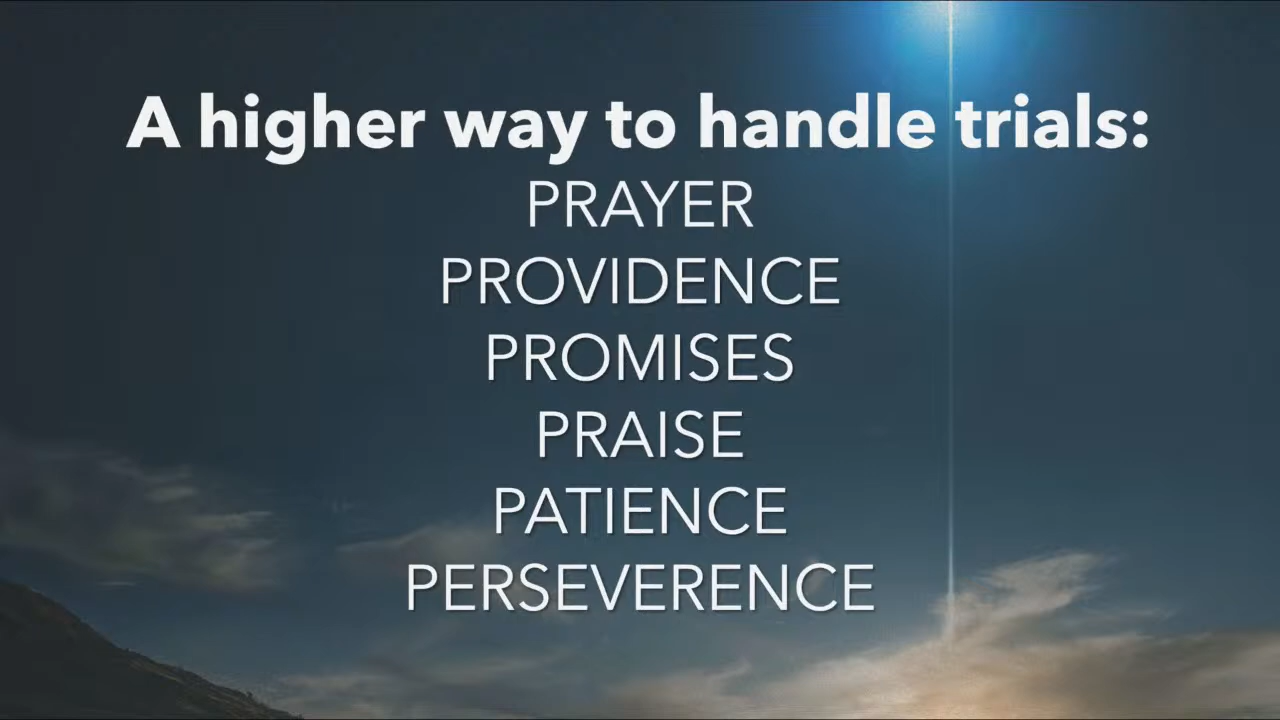 A higher way to handle trials:
PRAYER
PROVIDENCE
PROMISES
PRAISE
PATIENCE
PERSEVERENCE